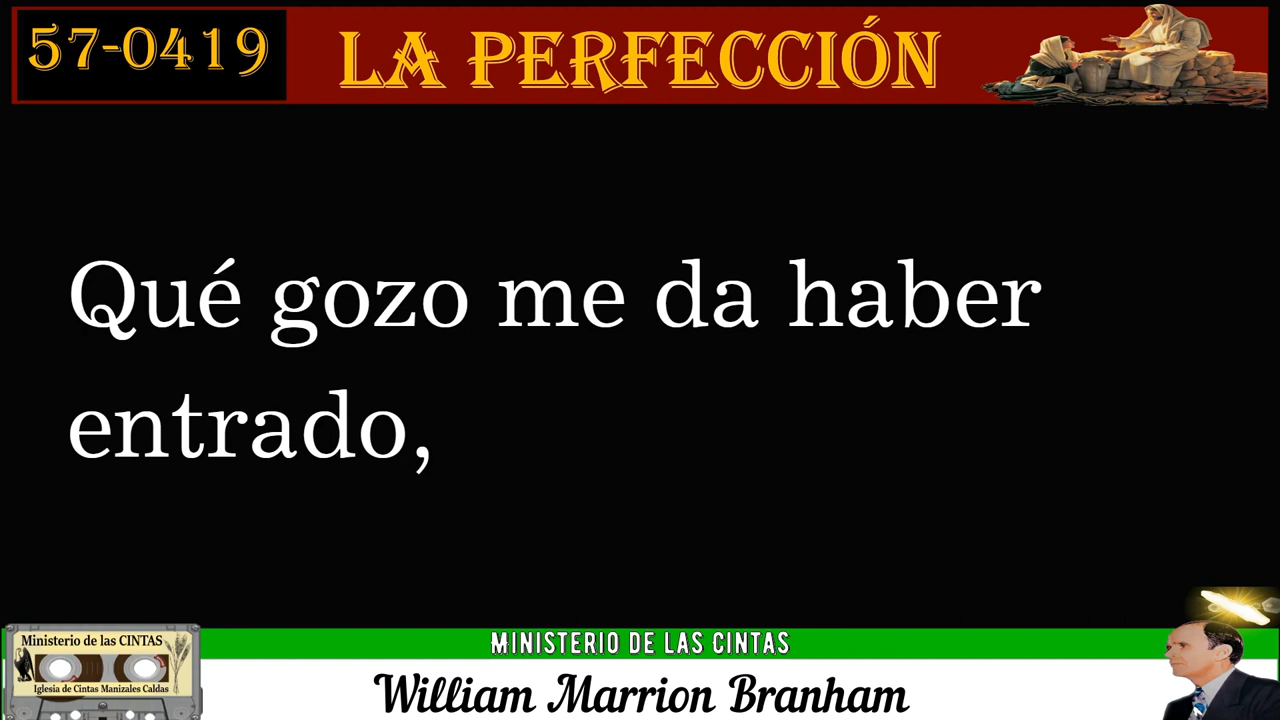 57-0419
LA PERFECCIÓN
Qué gozo me da haber
entrado,
Ministerio de las CINTAS
Iglesia de Cintas Manizales Caldas
MINISTERIO DE LAS CINTAS
William Marrion Branham